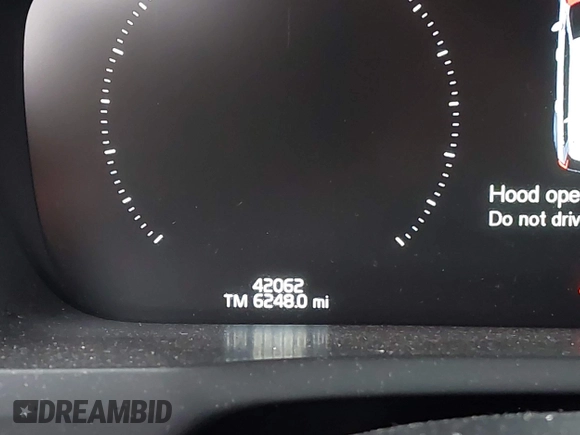 Hood ope
Do not driv
42062
TM 6248.0 mi
DREAMBID